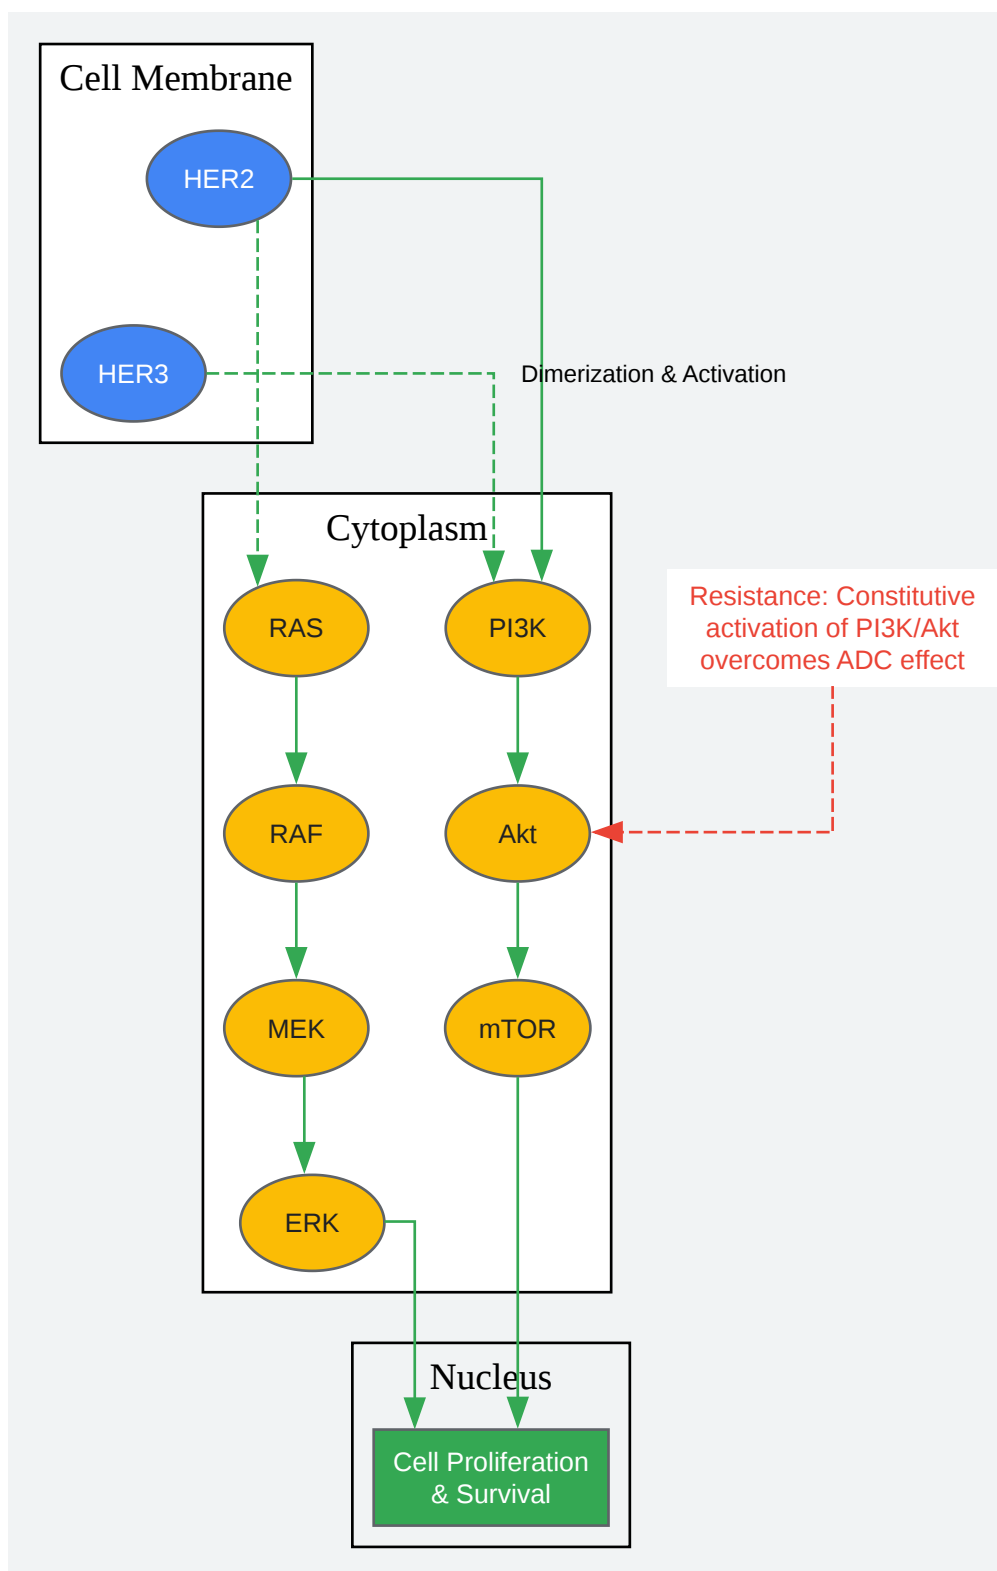 Cell Membrane
HER2
HER3
Dimerization & Activation
Cytoplasm
RAS
PI3K
Resistance: Constitutive
activation of PI3K/Akt
overcomes ADC effect
RAF
Akt
MEK
mTOR
ERK
Nucleus
Cell Proliferation
& Survival